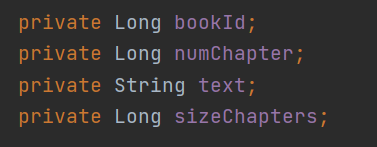 private Long bookId;
private Long numChapter;
private String text;
private Long sizeChapters;